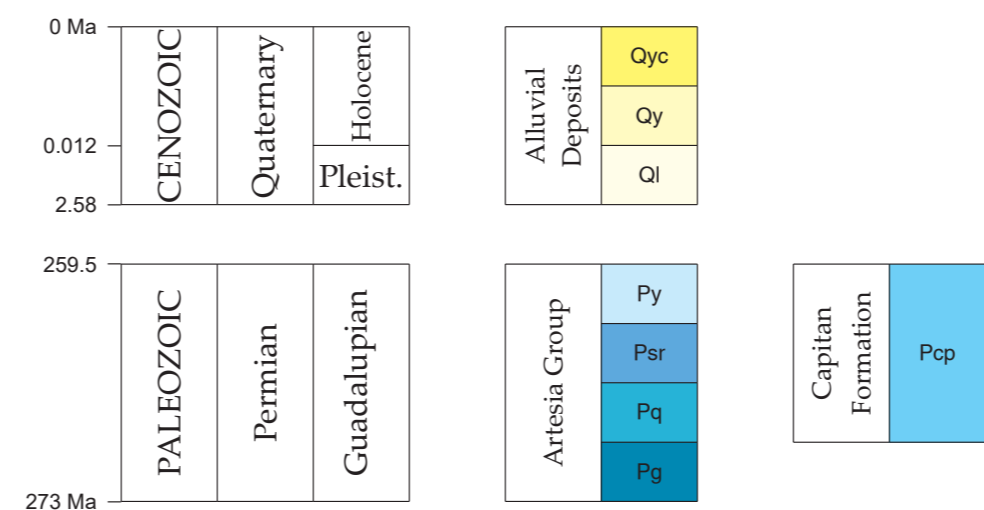 0 Ma
0.012
2.58
CENOZOIC
Quaternary
Holocene
Pleist.
Alluvial
Deposits
Qyc
Qy
Ql
259.5
273 Ma
PALEOZOIC
Permian
Guadalupian
Artesia Group
Py
Psr
Pq
Pg
Capitan
Formation
Pcp